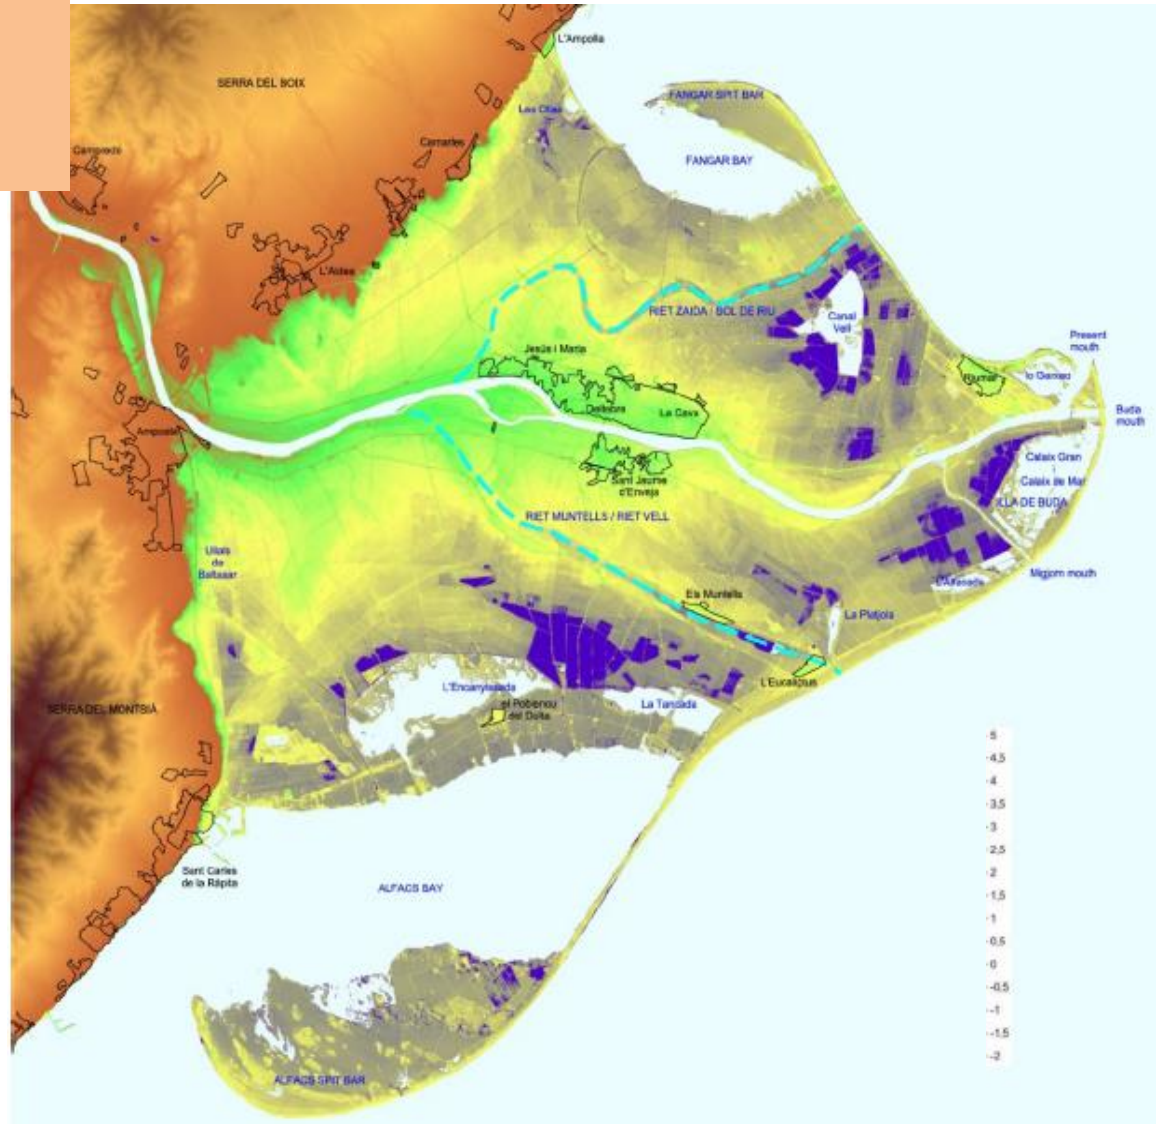 L'Ampolla
SERRA DEL BOIX
FANGAR SPIT BAR
Les Olles
Camarles
Campredo
FANGAR BAY
L'Aldea
RIET ZAIDA / BOL DE RIU
Canal
Vell
Present
mouth
Jesús i Maria
Riumar
lo Garxao
Deltebre
La Cava
Buda
mouth
Amposta
Calaix Gran
i
Calaix de Mar
Sant Jaume
d'Enveja
ILLA DE BUDA
RIET MUNTELLS / RIET VELL
Ullals
de
Baltasar
Migjorn mouth
L'Alfacada
Els Muntells
La Platjola
L'Encanyissada
L'Eucaliptus
el Poblenou
del Delta
La Tancada
SERRA DEL MONTSIÀ
5
4,5
4
3,5
3
2,5
2
1,5
1
0,5
0
-0,5
-1
-1,5
-2
Sant Carles
de la Ràpita
ALFACS BAY
ALFACS SPIT BAR